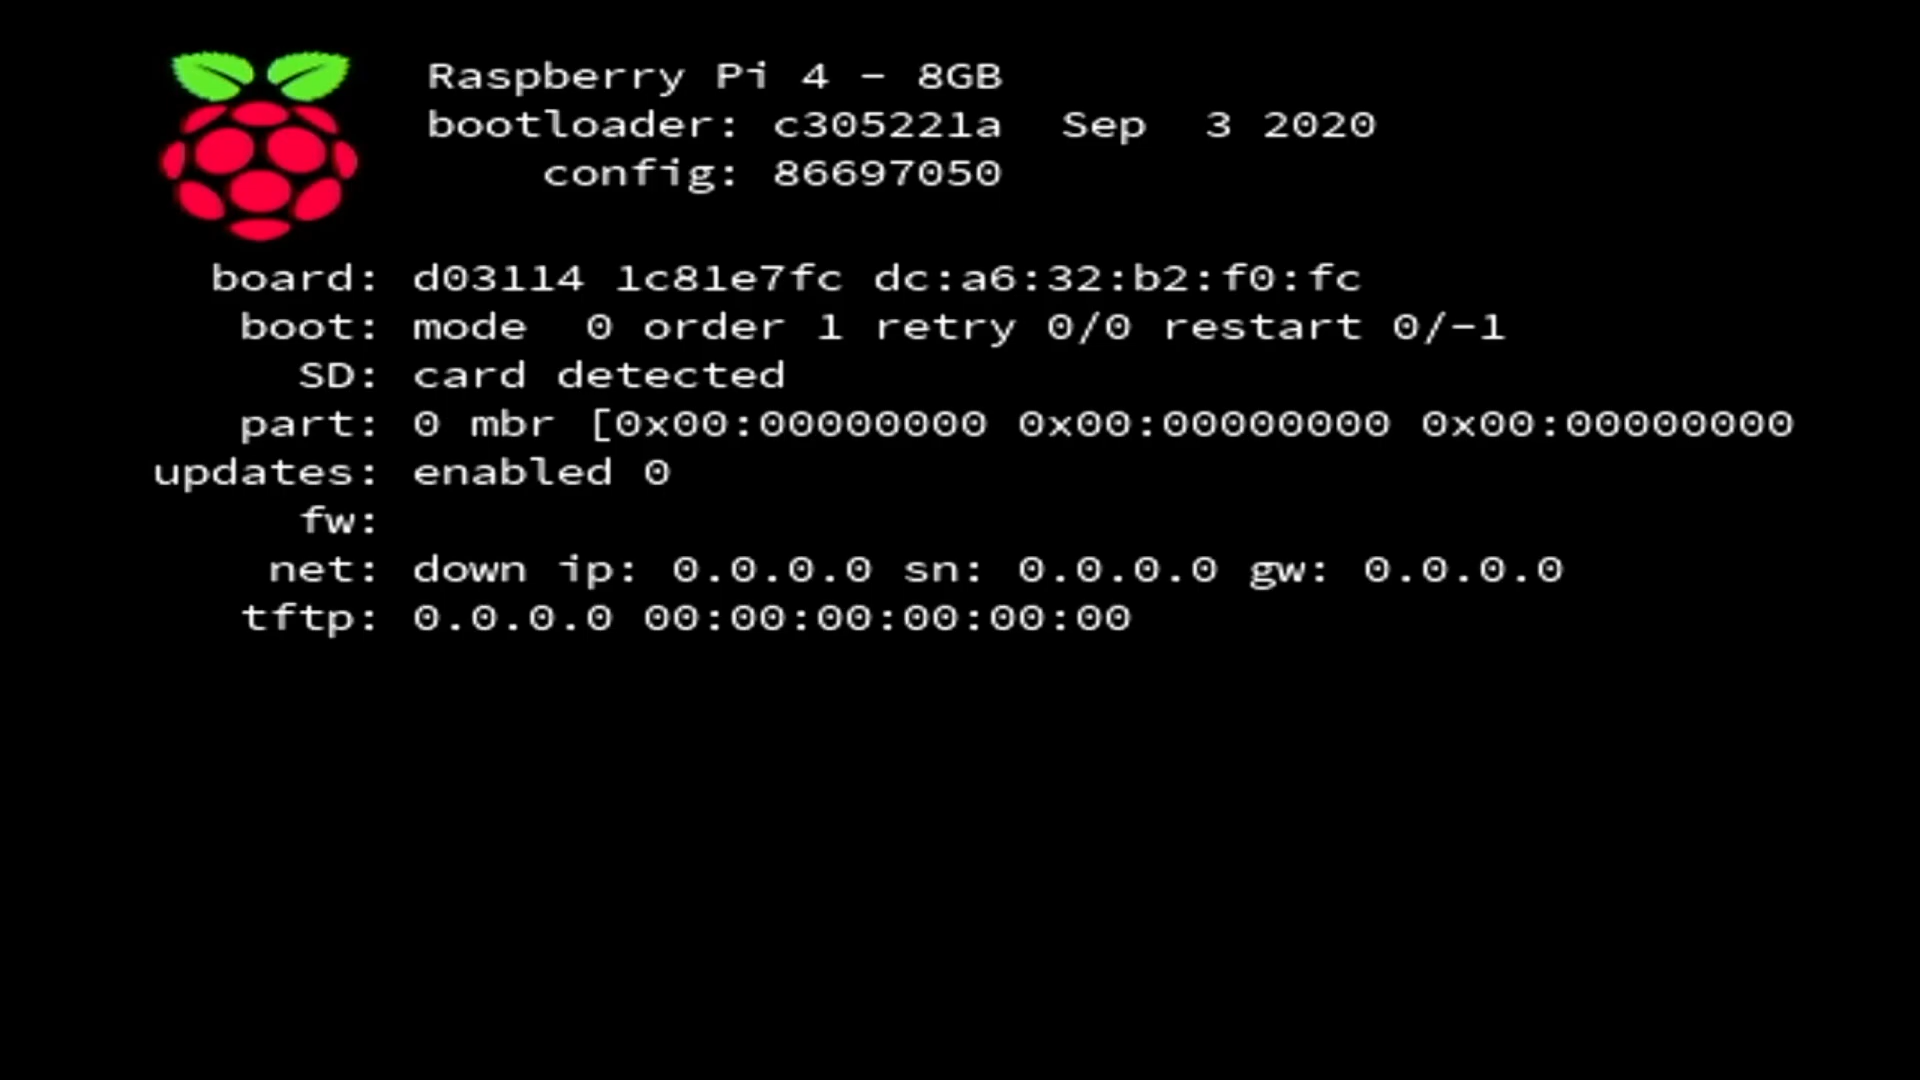 Raspberry Pi 4 - 8GB
bootloader: c305221a Sep 3 2020
config: 86697050
board: d03114 1c81e7fc dc:a6:32:b2:f0:fc
boot: mode 0 order 1 retry 0/0 restart 0/-1
SD: card detected
part: 0 mbr [0x00:00000000 0x00:00000000 0x00:00000000
updates: enabled 0
fw:
net: down ip: 0.0.0.0 sn: 0.0.0.0 gw: 0.0.0.0
tftp: 0.0.0.0 00:00:00:00:00:00